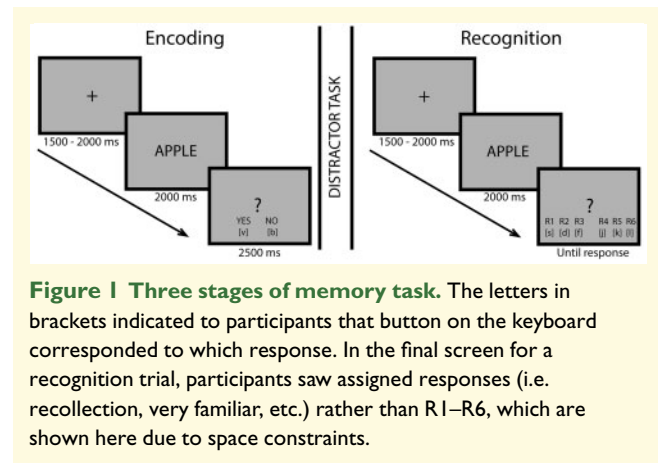 Encoding
Recognition
+
1500 - 2000 ms
APPLE
2000 ms
?
YES NO
[v] [b]
2500 ms
DISTRACTOR TASK
+
1500 - 2000 ms
APPLE
2000 ms
?
R1 R2 R3 R4 R5 R6
[s] [d] [f] [j] [k] [l]
Until response
Figure 1 Three stages of memory task. The letters in
brackets indicated to participants that button on the keyboard
corresponded to which response. In the final screen for a
recognition trial, participants saw assigned responses (i.e.
recollection, very familiar, etc.) rather than R1–R6, which are
shown here due to space constraints.